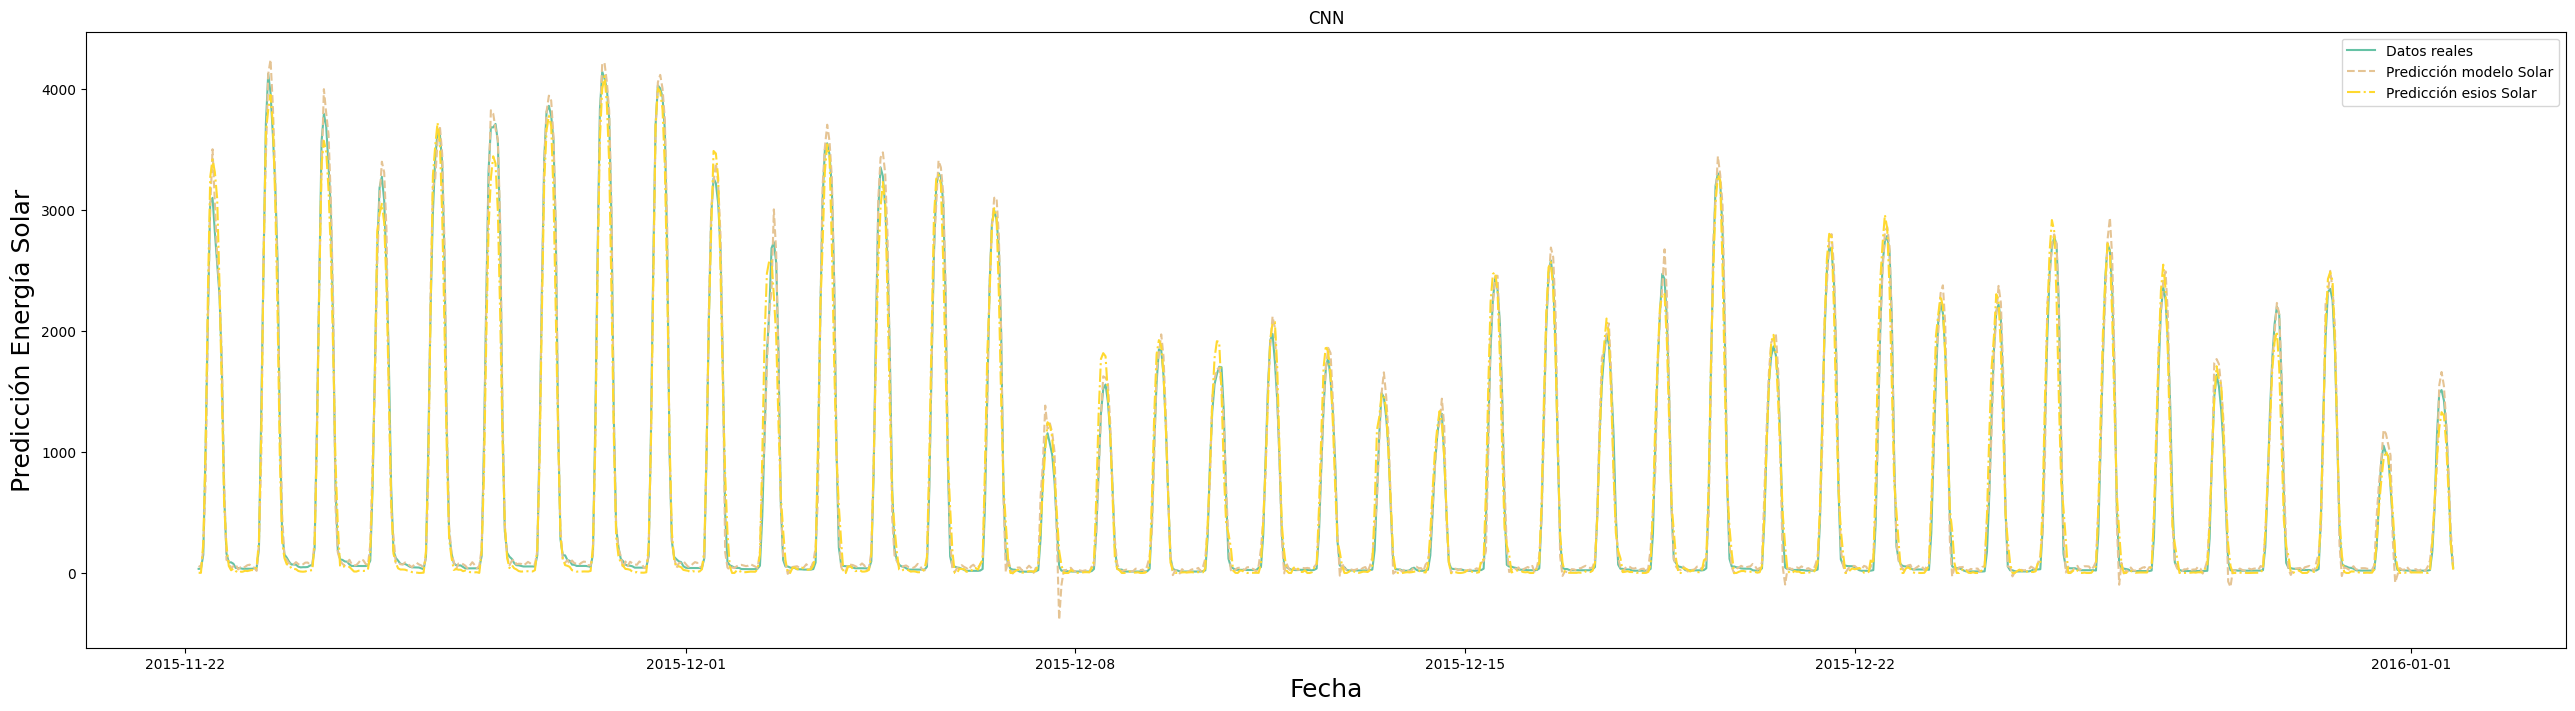 CNN
Datos reales
Predicción modelo Solar
Predicción esios Solar
Predicción Energía Solar
4000
3000
2000
1000
0
2015-11-22
2015-12-01
2015-12-08
2015-12-15
2015-12-22
2016-01-01
Fecha